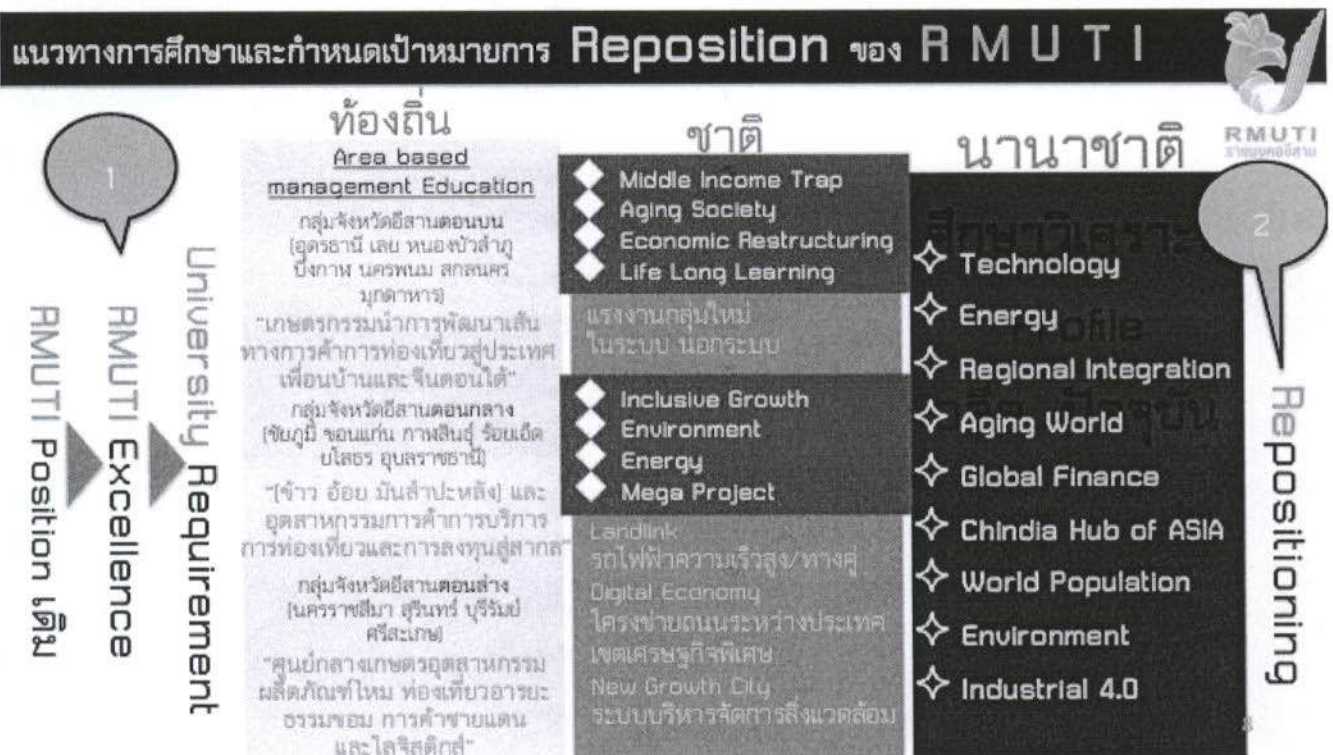 แนวทางการศึกษาและกำหนดเป้าหมายการ Reposition ของ R M U T I
RMUTI
ราชมงคลอีสาน
1
RMUTI Position เดิม
RMUTI Excellence
University Requirement
ท้องถิ่น
Area based
management Education
กลุ่มจังหวัดอีสานตอนบน
(อุดรธานี เลย หนองบัวลำภู
บึงกาฬ นครพนม สกลนคร
มุกดาหาร)
"เกษตรกรรมนำการพัฒนาเส้น
ทางการค้าการท่องเที่ยวสู่ประเทศ
เพื่อนบ้านและจีนตอนใต้"
กลุ่มจังหวัดอีสานตอนกลาง
(ชัยภูมิ ขอนแก่น กาฬสินธุ์ ร้อยเอ็ด
ยโสธร อุบลราชธานี)
"(ข้าว อ้อย มันสำปะหลัง) และ
อุตสาหกรรมการค้าการบริการ
การท่องเที่ยวและการลงทุนสู่สากล"
กลุ่มจังหวัดอีสานตอนล่าง
(นครราชสีมา สุรินทร์ บุรีรัมย์
ศรีสะเกษ)
"ศูนย์กลางเกษตรอุตสาหกรรม
ผลิตภัณฑ์ไหม ท่องเที่ยวอารยะ
ธรรมขอม การค้าชายแดน
และโลจิสติกส์"
ชาติ
Middle Income Trap
Aging Society
Economic Restructuring
Life Long Learning
แรงงานกลุ่มใหม่
ในระบบ นอกระบบ
Inclusive Growth
Environment
Energy
Mega Project
Landlink
รถไฟฟ้าความเร็วสูง/ทางคู่
Digital Economy
โครงข่ายถนนระหว่างประเทศ
เขตเศรษฐกิจพิเศษ
New Growth City
ระบบบริหารจัดการสิ่งแวดล้อม
นานาชาติ
ศึกษาวิเคราะ
Technology
Energy
Profile
Regional Integration
ปัจจุบัน
Aging World
Global Finance
Chindia Hub of ASIA
World Population
Environment
Industrial 4.0
2
Repositioning
8